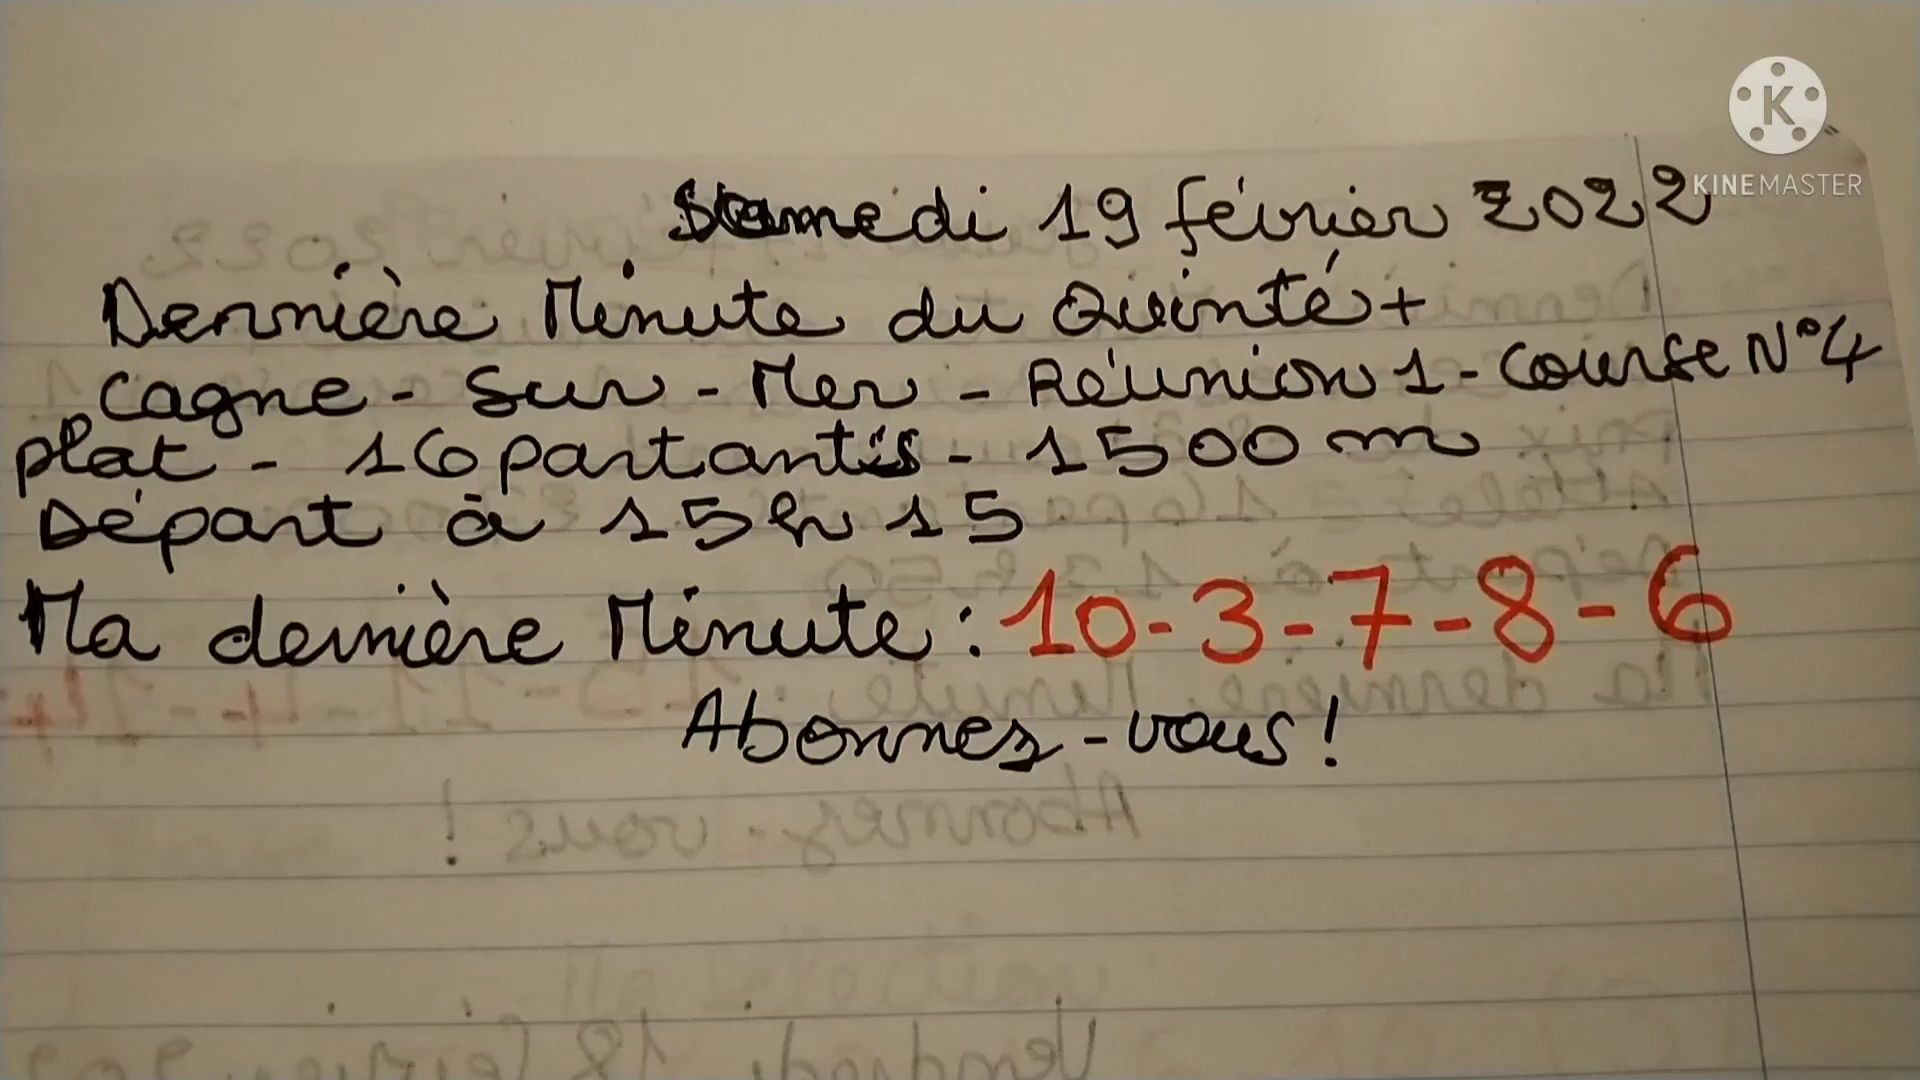 Samedi 19 février 2022
KINEMASTER
Dernière Minute du Quinté+
Cagne - Sur - Mer - Réunion 1 - Course N°4
plat - 16 partants - 1500 m
Départ à 15h15
Ma dernière Minute : 10 - 3 - 7 - 8 - 6
Abonnez - vous !